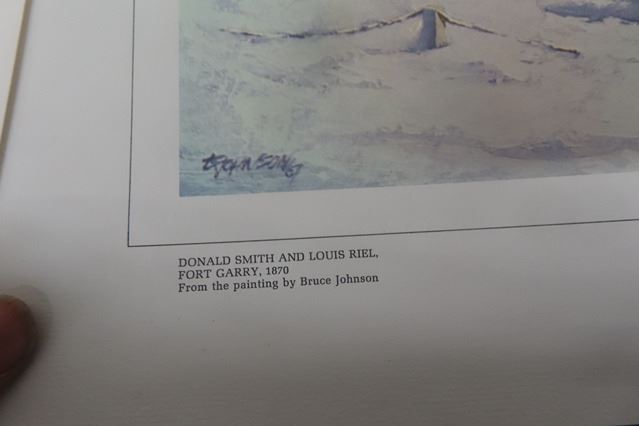 DONALD SMITH AND LOUIS RIEL,
FORT GARRY, 1870
From the painting by Bruce Johnson